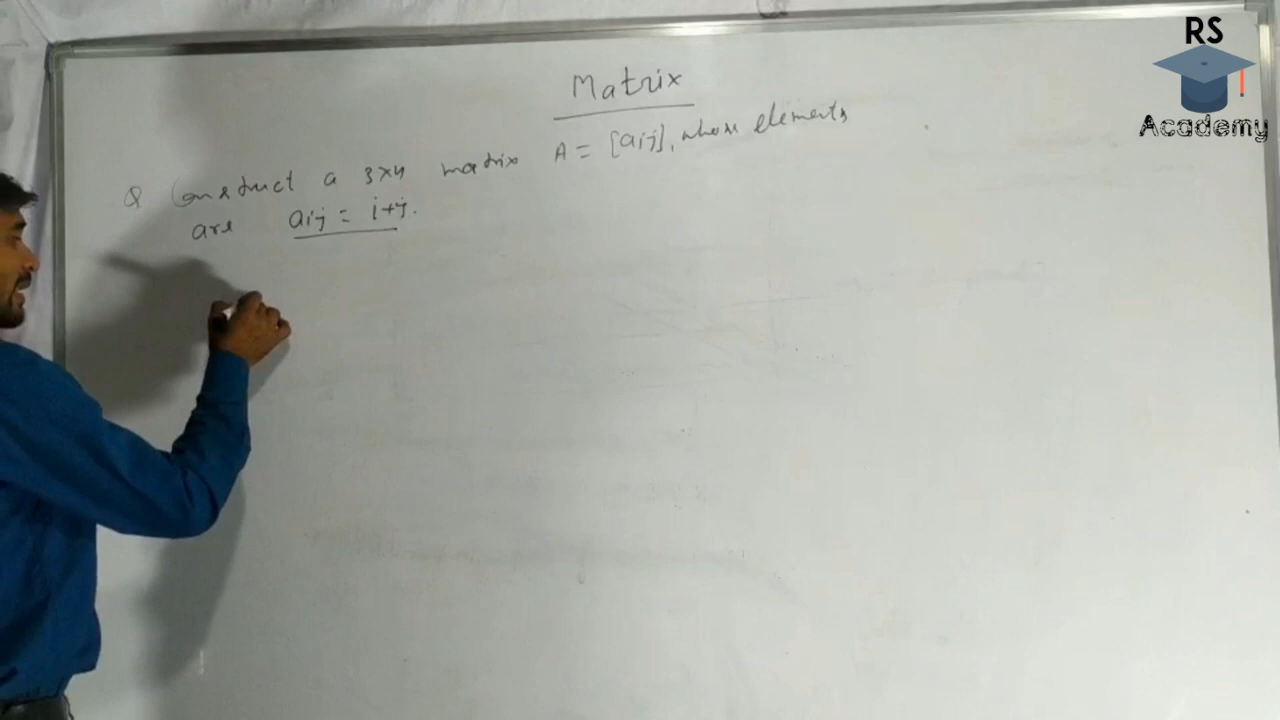 RS
Academy
Matrix
Q Construct a 3x4 matrix A = [aij], whose elements
are aij = i+j.